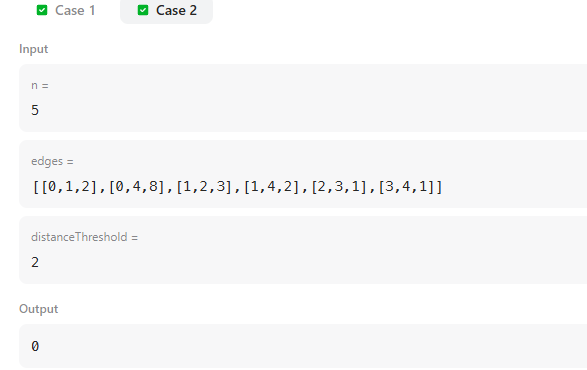 Case 1 Case 2
Input
n =
5
edges =
[[0,1,2],[0,4,8],[1,2,3],[1,4,2],[2,3,1],[3,4,1]]
distanceThreshold =
2
Output
0